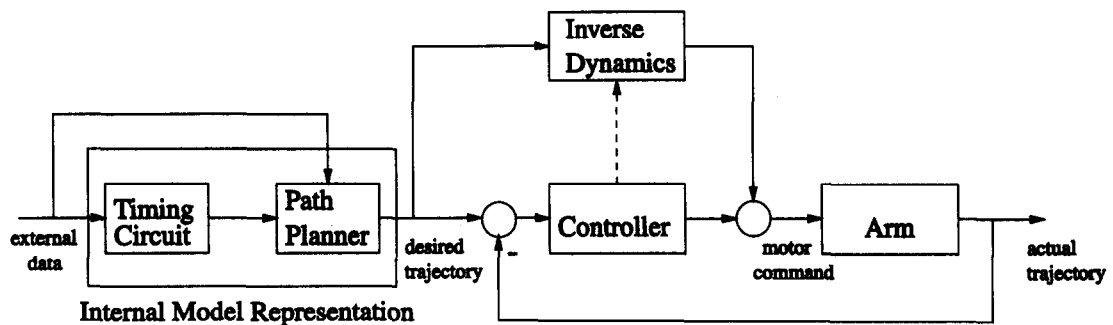 Inverse
Dynamics
Timing
Circuit
Path
Planner
Controller
Arm
external
data
desired
trajectory
-
motor
command
actual
trajectory
Internal Model Representation